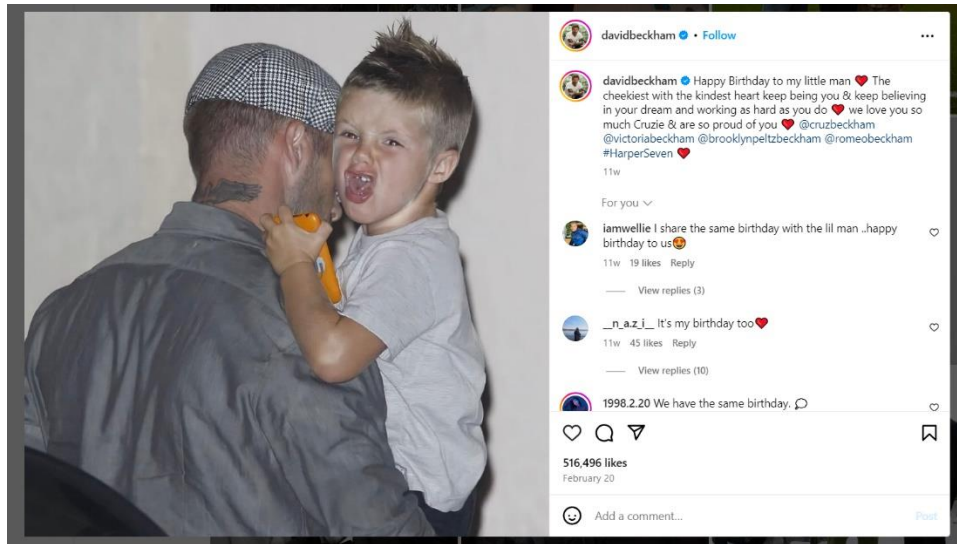 davidbeckham • Follow
davidbeckham Happy Birthday to my little man ❤️ The
cheekiest with the kindest heart keep being you & keep believing
in your dream and working as hard as you do ❤️ we love you so
much Cruzie & are so proud of you ❤️ @cruzbeckham
@victoriabeckham @brooklynpeltzbeckham @romeobeckham
#HarperSeven ❤️
11w
For you
iamwellie I share the same birthday with the lil man ..happy
birthday to us🤩
11w 19 likes Reply
View replies (3)
__n_a.z_i__ It's my birthday too❤️
11w 45 likes Reply
View replies (10)
1998.2.20 We have the same birthday. 💬
516,496 likes
February 20
Add a comment...
Post